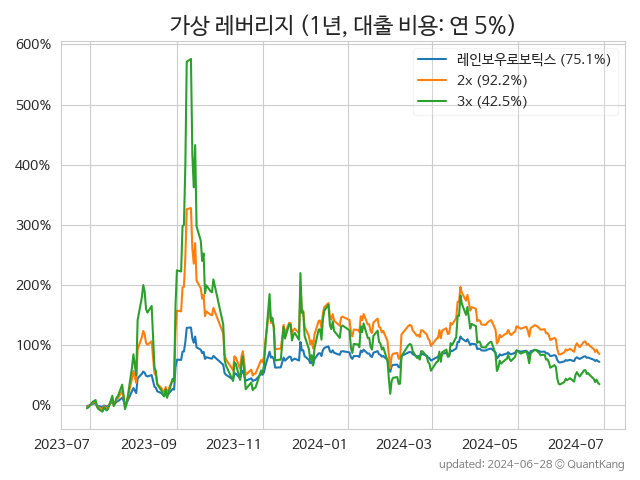 가상 레버리지 (1년, 대출 비용: 연 5%)
레인보우로보틱스 (75.1%)
2x (92.2%)
3x (42.5%)
600%
500%
400%
300%
200%
100%
0%
2023-07 2023-09 2023-11 2024-01 2024-03 2024-05 2024-07
updated: 2024-06-28 © QuantKang